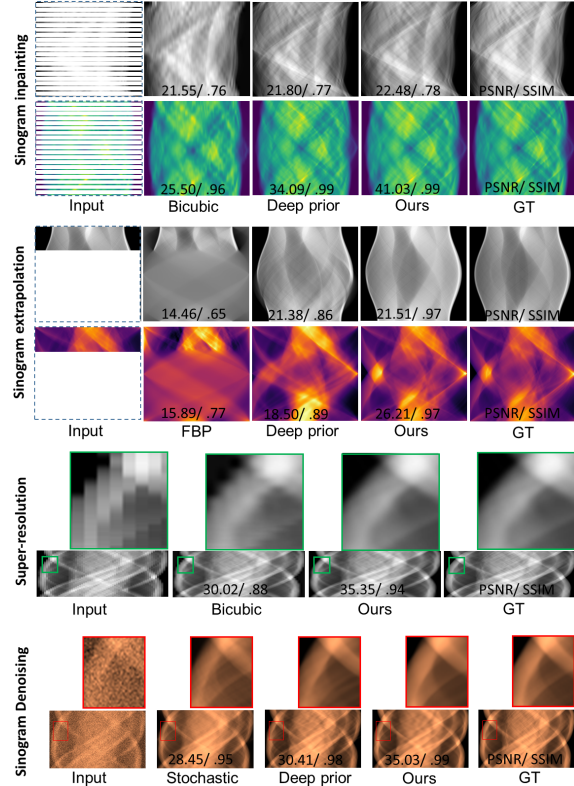 Sinogram inpainting
21.55/ .76
21.80/ .77
22.48/ .78
PSNR/ SSIM
25.50/ .96
34.09/ .99
41.03/ .99
PSNR/ SSIM
Input
Bicubic
Deep prior
Ours
GT
Sinogram extrapolation
14.46/ .65
21.38/ .86
21.51/ .97
PSNR/ SSIM
15.89/ .77
18.50/ .89
26.21/ .97
PSNR/ SSIM
Input
FBP
Deep prior
Ours
GT
Super-resolution
30.02/ .88
35.35/ .94
PSNR/ SSIM
Input
Bicubic
Ours
GT
Sinogram Denoising
28.45/ .95
30.41/ .98
35.03/ .99
PSNR/ SSIM
Input
Stochastic
Deep prior
Ours
GT